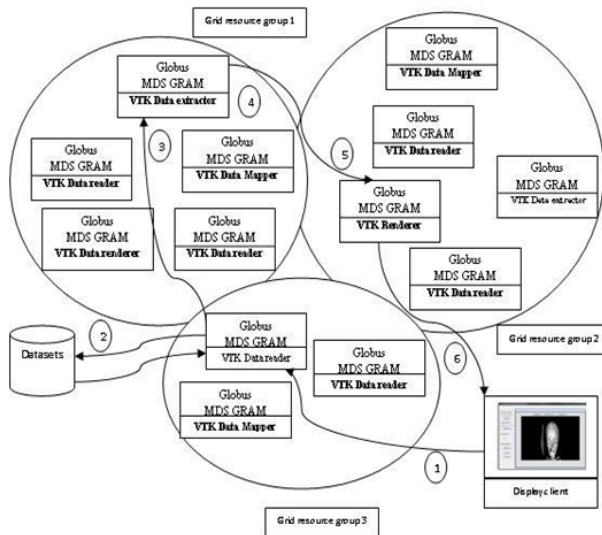 Grid resource group 1
Globus
MDS GRAM
VTK Data extractor
4
3
Globus
MDS GRAM
VTK Data reader
Globus
MDS GRAM
VTK Data Mapper
Globus
MDS GRAM
VTK Data renderer
Globus
MDS GRAM
VTK Data reader
Globus
MDS GRAM
VTK Data Mapper
Globus
MDS GRAM
VTK Data reader
5
Globus
MDS GRAM
VTK Data extractor
Globus
MDS GRAM
VTK Renderer
Globus
MDS GRAM
VTK Data reader
Grid resource group 2
2
Datasets
Globus
MDS GRAM
VTK Data reader
Globus
MDS GRAM
VTK Data reader
6
Globus
MDS GRAM
VTK Data Mapper
1
Display client
Grid resource group 3